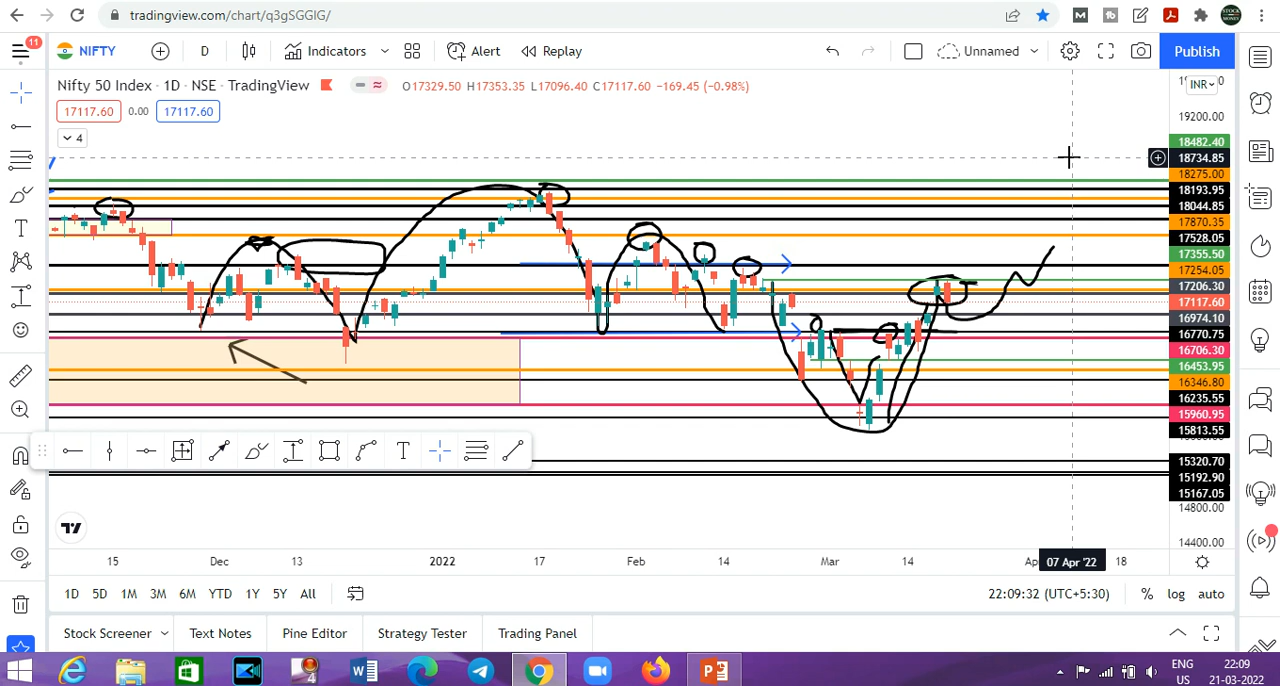 tradingview.com/chart/q3gSGGIG/
11
NIFTY
D
Indicators
Alert
Replay
Unnamed
Publish
Nifty 50 Index · 1D · NSE · TradingView
O17329.50 H17353.35 L17096.40 C17117.60 −169.45 (−0.98%)
INR
17117.60 0.00 17117.60
4
19200.00
18482.40
18734.85
18275.00
18193.95
18044.85
17870.35
17528.05
17355.50
17254.05
17206.30
17117.60
16974.10
16770.75
16706.30
16453.95
16346.80
16235.55
15960.95
15813.55
15320.70
15192.90
15167.05
14800.00
14400.00
T
T
15 Dec 13 2022 17 Feb 14 Mar 14 07 Apr '22 18
1D 5D 1M 3M 6M YTD 1Y 5Y All
22:09:32 (UTC+5:30) % log auto
Stock Screener Text Notes Pine Editor Strategy Tester Trading Panel
ENG 22:09
US 21-03-2022